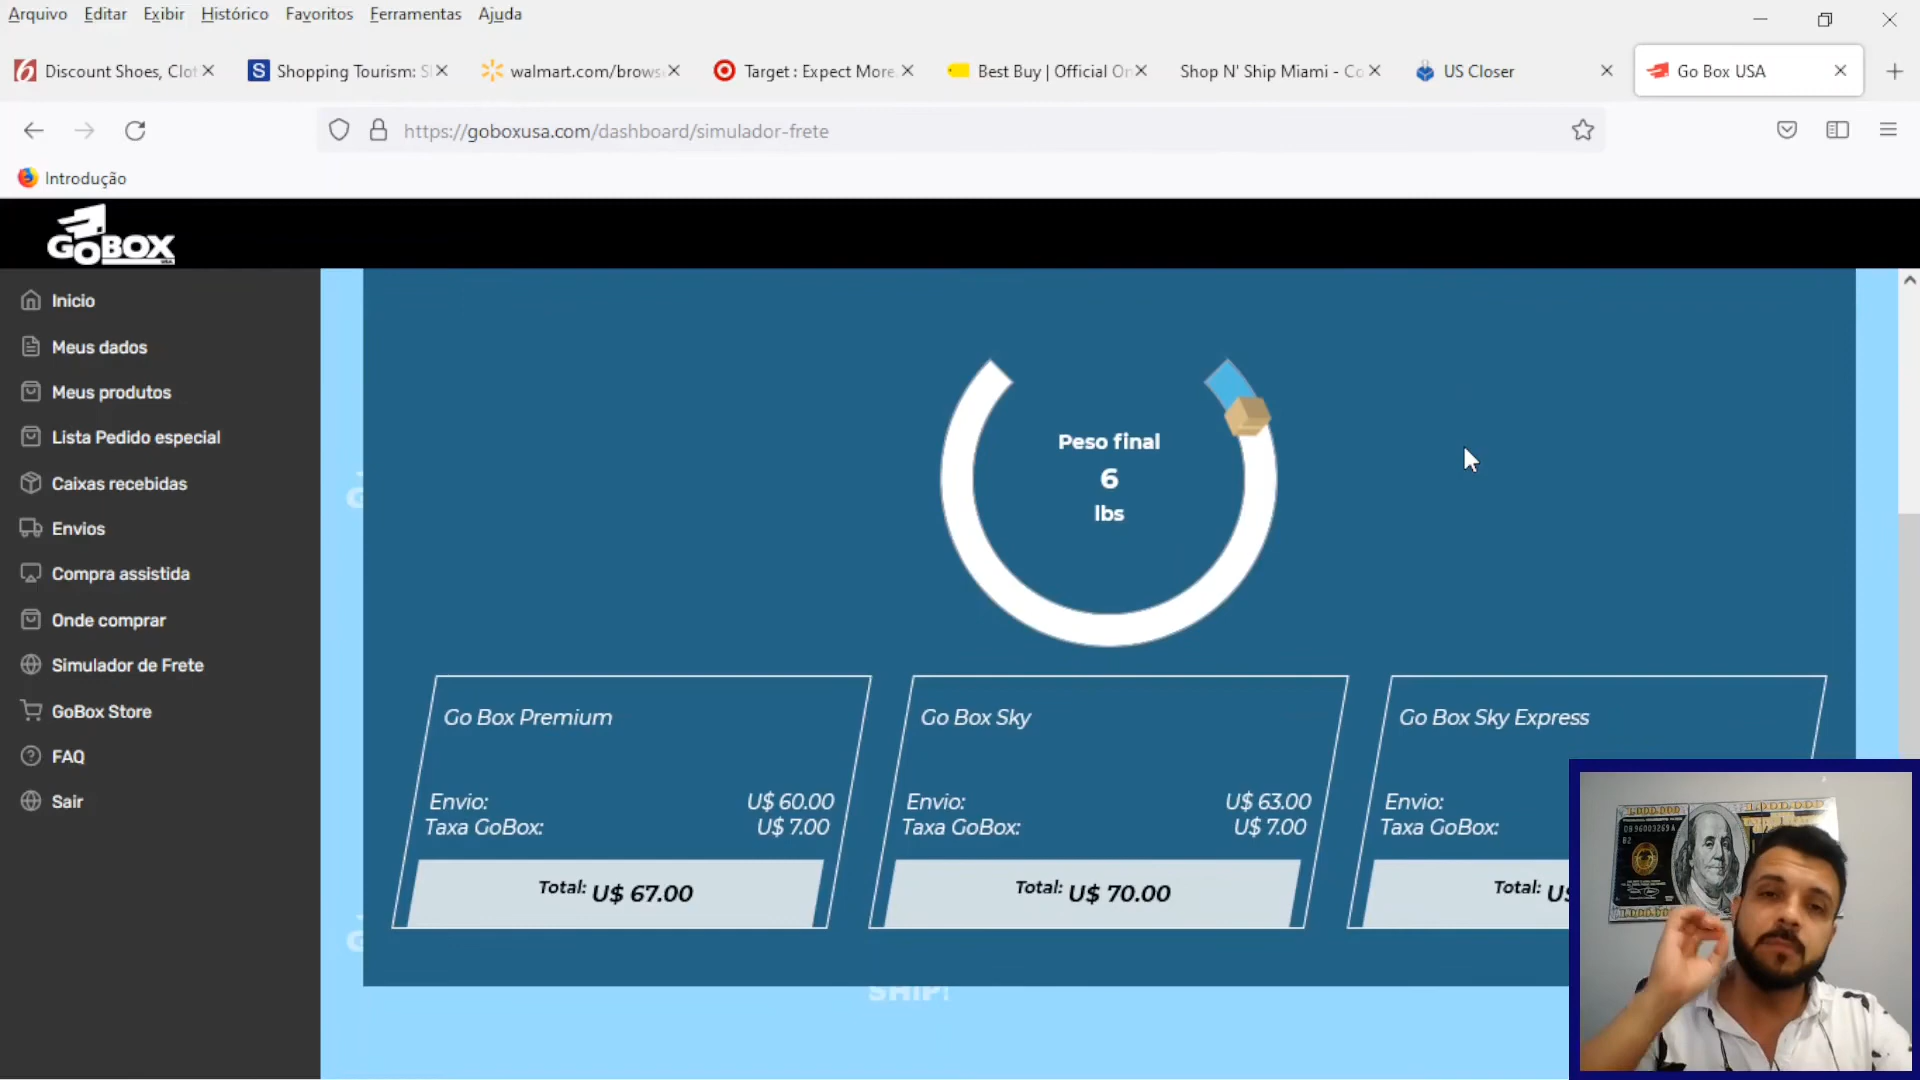 Arquivo Editar Exibir Histórico Favoritos Ferramentas Ajuda
Discount Shoes, Clot
Shopping Tourism: S
walmart.com/brows
Target : Expect More
Best Buy | Official On
Shop N' Ship Miami - Co
US Closer
Go Box USA
https://goboxusa.com/dashboard/simulador-frete
Introdução
GOBOX
USA
Inicio
Meus dados
Meus produtos
Lista Pedido especial
Caixas recebidas
Envios
Compra assistida
Onde comprar
Simulador de Frete
GoBox Store
FAQ
Sair
Peso final
6
lbs
Go Box Premium
Envio: U$ 60.00
Taxa GoBox: U$ 7.00
Total: U$ 67.00
Go Box Sky
Envio: U$ 63.00
Taxa GoBox: U$ 7.00
Total: U$ 70.00
Go Box Sky Express
Envio:
Taxa GoBox:
Total: U$
SHIP!